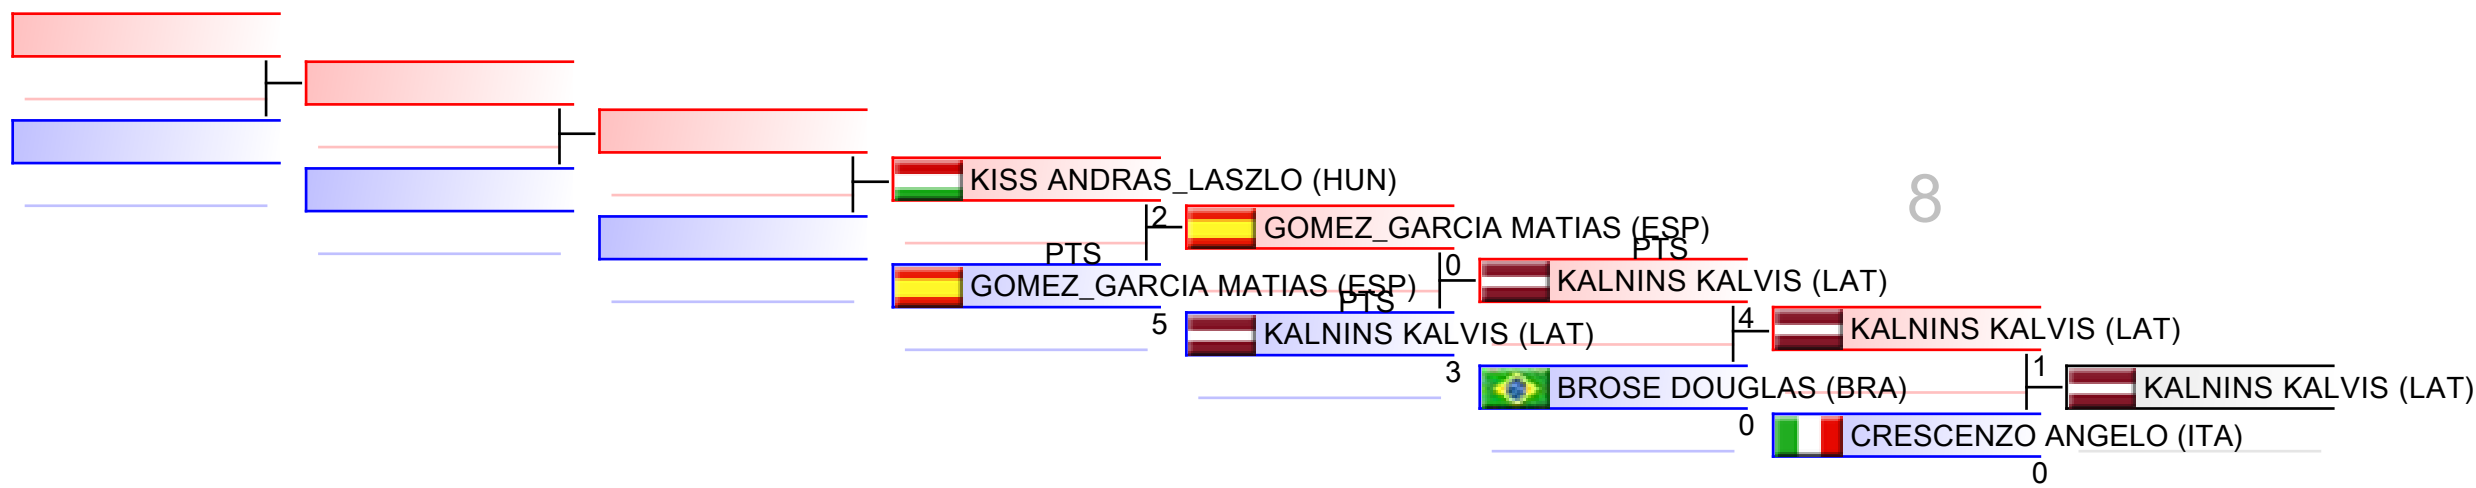 KISS ANDRAS_LASZLO (HUN)
8
2
GOMEZ_GARCIA MATIAS (ESP)
PTS
PTS
0
KALNINS KALVIS (LAT)
GOMEZ_GARCIA MATIAS (ESP)
PTS
5
KALNINS KALVIS (LAT)
4
KALNINS KALVIS (LAT)
3
BROSE DOUGLAS (BRA)
1
KALNINS KALVIS (LAT)
0
CRESCENZO ANGELO (ITA)
0